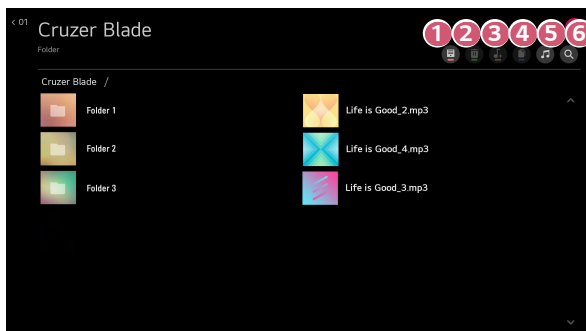 < 01
Cruzer Blade
Folder
1 2 3 4 5 6
Cruzer Blade /
Folder 1
Life is Good_2.mp3
Folder 2
Life is Good_4.mp3
Folder 3
Life is Good_3.mp3